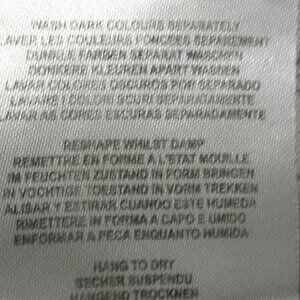 WASH DARK COLOURS SEPARATELY
LAVER LES COULEURS FONCEES SEPAREMENT
DUNKLE FARBEN SEPARAT WASCHEN
DONKERE KLEUREN APART WASSEN
LAVAR COLORES OSCUROS POR SEPARADO
LAVARE I COLORI SCURI SEPARATAMENTE
LAVAR AS CORES ESCURAS SEPARADAMENTE
RESHAPE WHILST DAMP
REMETTRE EN FORME A L'ETAT MOUILLE
IM FEUCHTEN ZUSTAND IN FORM BRINGEN
IN VOCHTIGE TOESTAND IN VORM TREKKEN
ALISAR Y ESTIRAR CUANDO ESTE HUMEDA
RIMETTERE IN FORMA A CAPO E UMIDO
ENFORMAR A PECA ENQUANTO HUMIDA
HANG TO DRY
SECHER SUSPENDU
HANGEND TROCKNEN